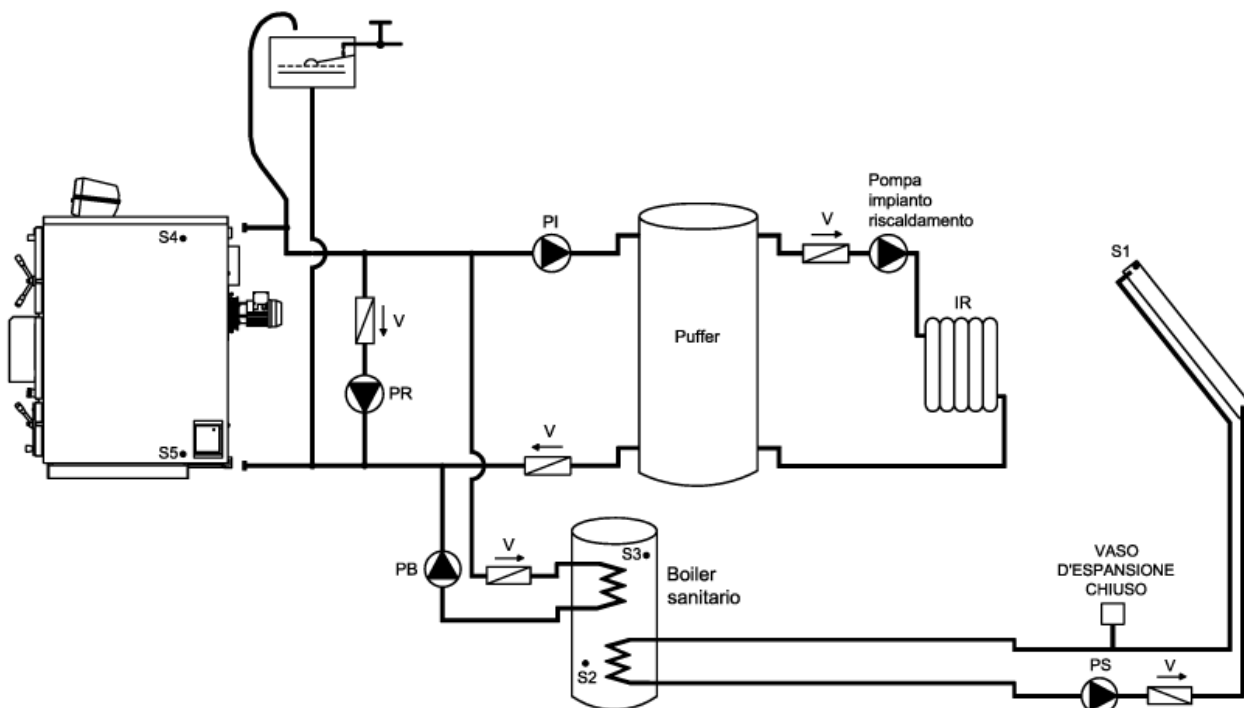 S4
S5
V
PR
PI
Puffer
V
V
Pompa
impianto
riscaldamento
IR
S1
PB
V
S3
Boiler
sanitario
S2
VASO
D'ESPANSIONE
CHIUSO
PS
V